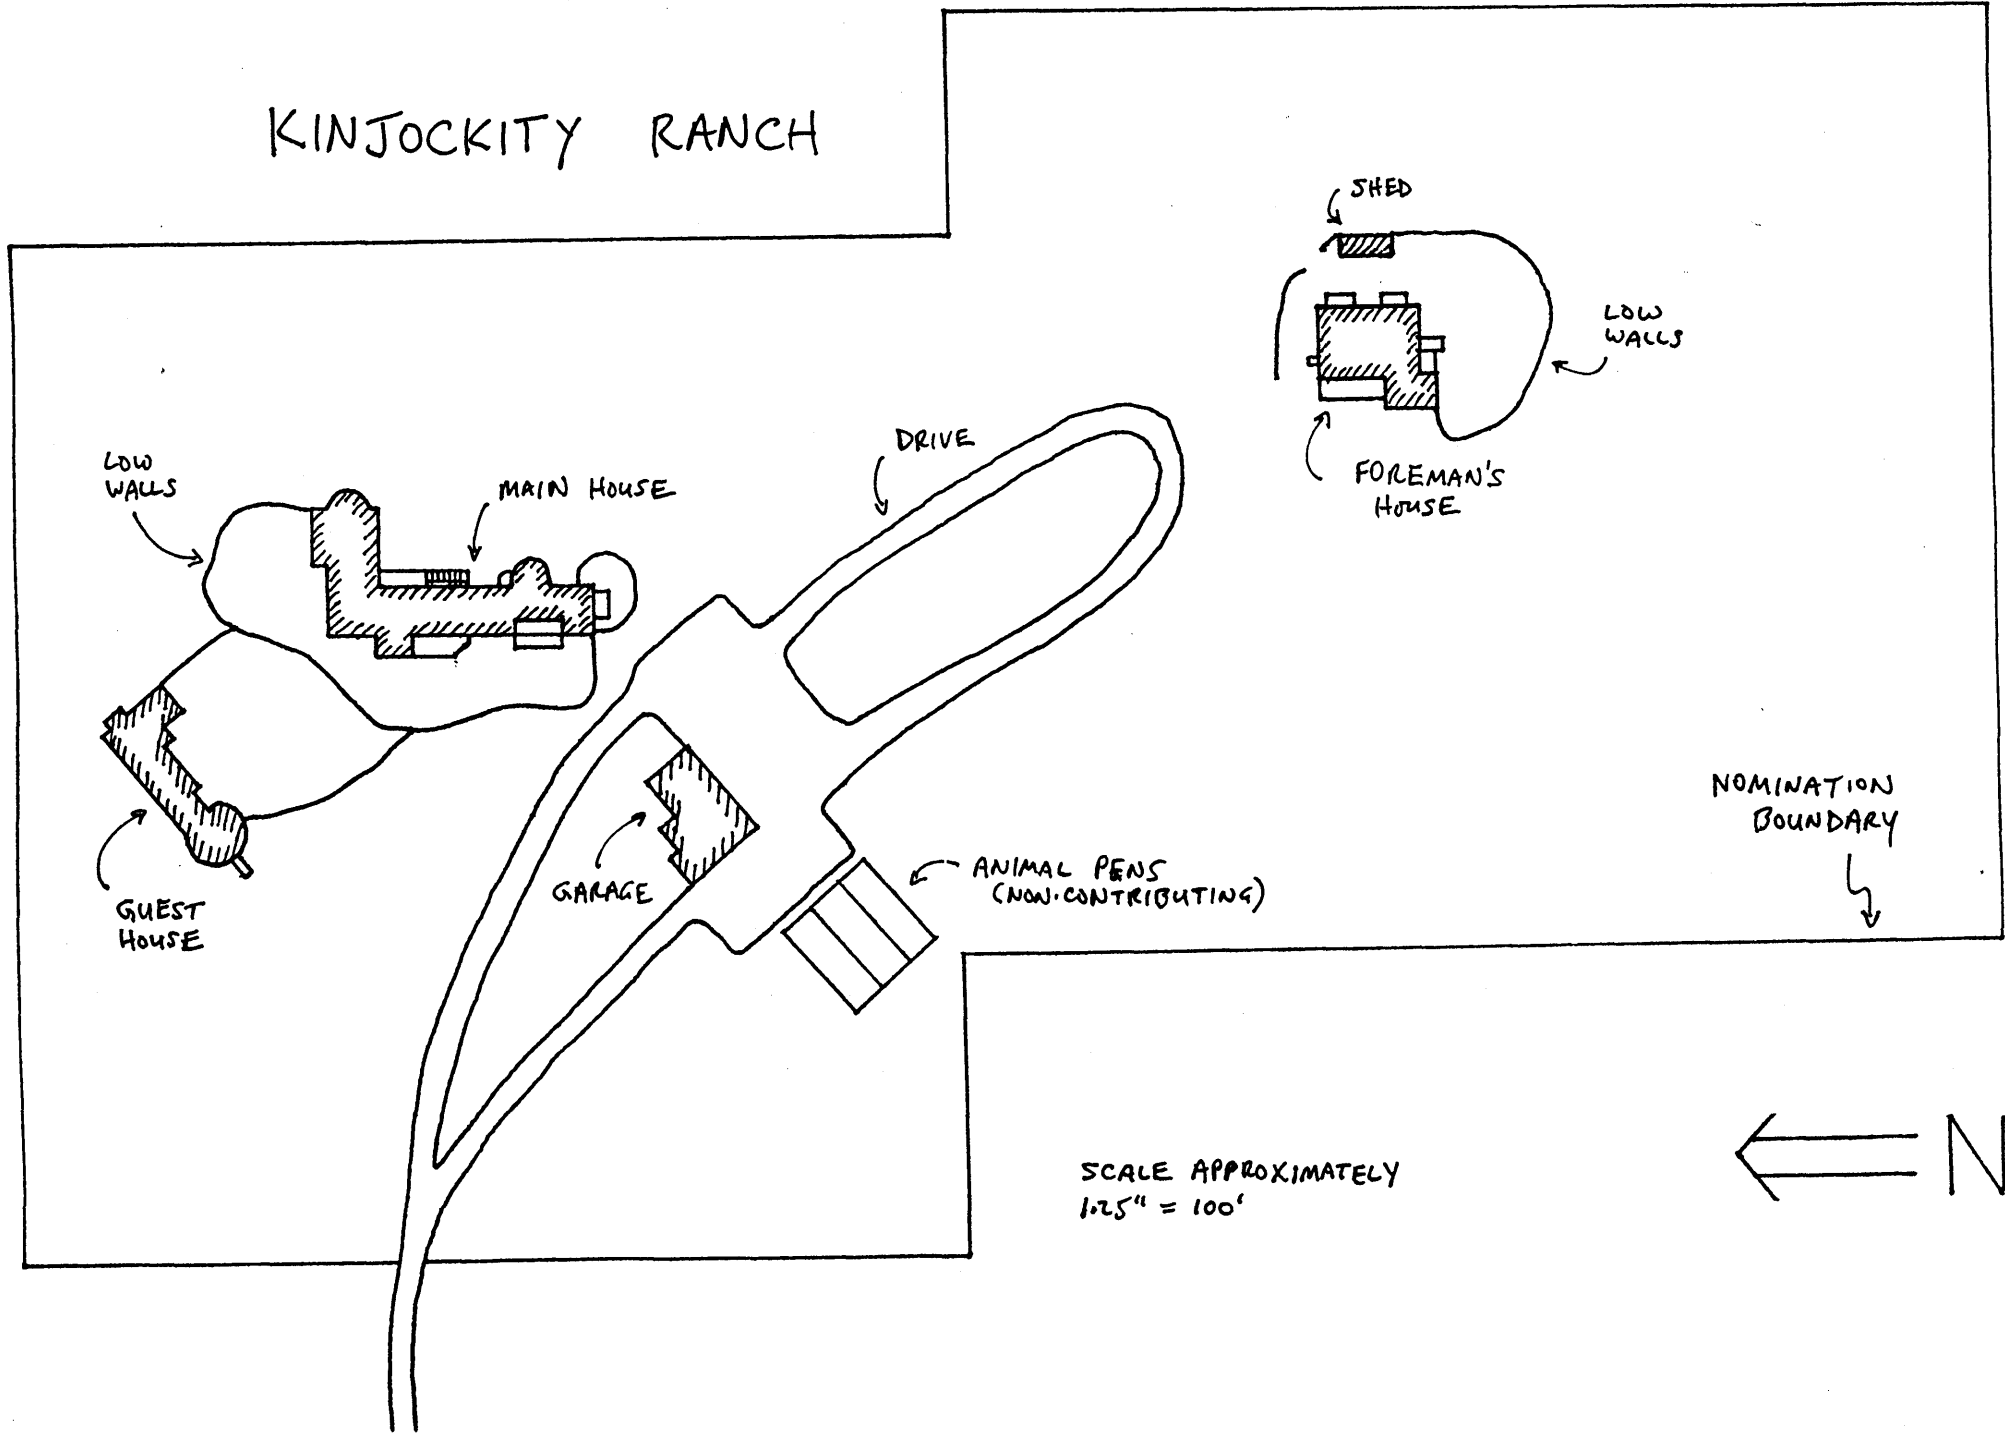 KINJOCKITY RANCH
SHED
LOW
WALLS
DRIVE
LOW
WALLS
MAIN HOUSE
FOREMAN'S
HOUSE
NOMINATION
BOUNDARY
ANIMAL PENS
(NON-CONTRIBUTING)
GARAGE
GUEST
HOUSE
SCALE APPROXIMATELY
1.25" = 100'
N